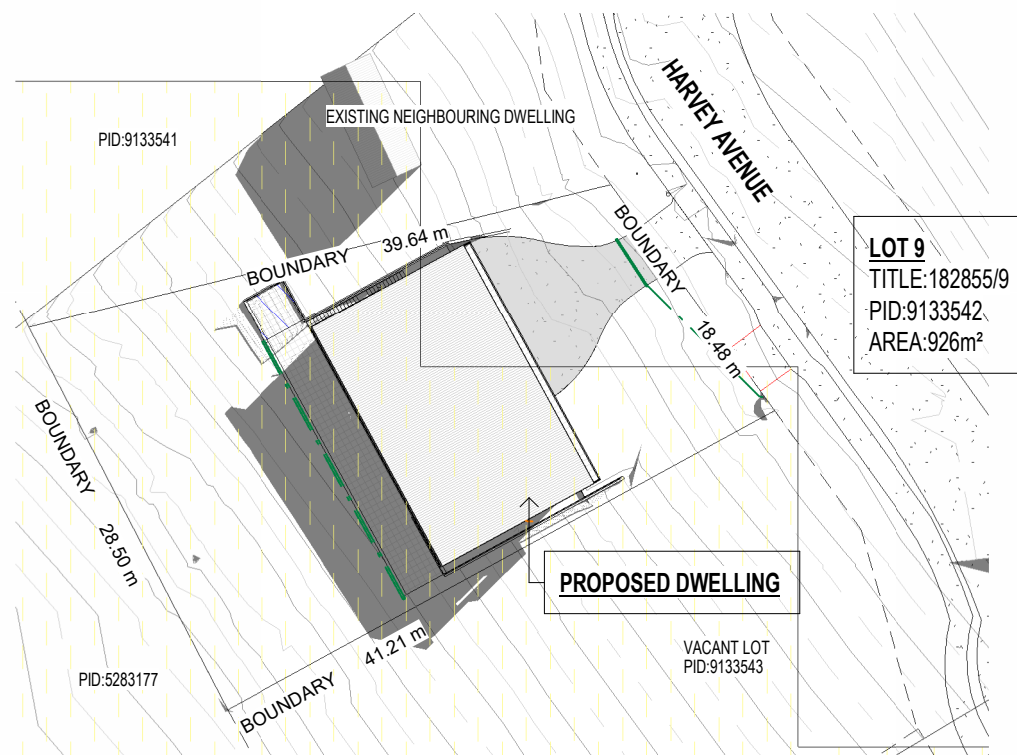 HARVEY AVENUE
EXISTING NEIGHBOURING DWELLING
PID:9133541
LOT 9
TITLE:182855/9
PID:9133542
AREA:926m²
BOUNDARY
39.64 m
BOUNDARY
18.48 m
BOUNDARY
28.50 m
PROPOSED DWELLING
BOUNDARY
41.21 m
VACANT LOT
PID:9133543
PID:5283177